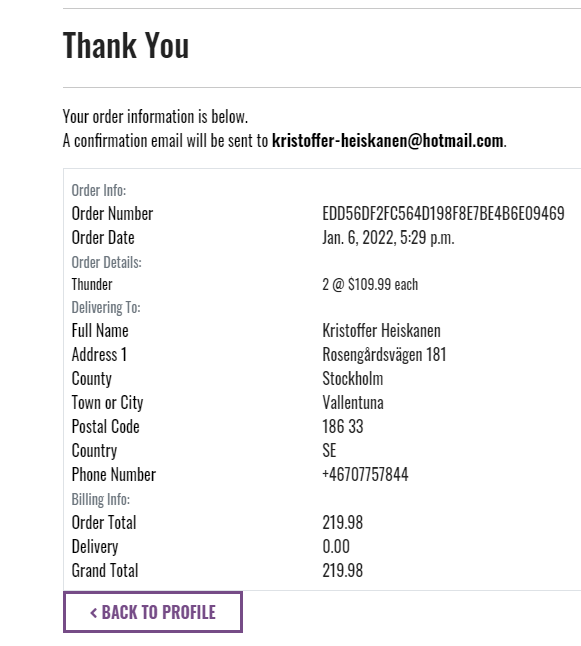 Thank You
Your order information is below.
A confirmation email will be sent to kristoffer-heiskanen@hotmail.com.
Order Info:
Order Number EDD56DF2FC564D198F8E7BE4B6E09469
Order Date Jan. 6, 2022, 5:29 p.m.
Order Details:
Thunder 2 @ $109.99 each
Delivering To:
Full Name Kristoffer Heiskanen
Address 1 Rosengårdsvägen 181
County Stockholm
Town or City Vallentuna
Postal Code 186 33
Country SE
Phone Number +46707757844
Billing Info:
Order Total 219.98
Delivery 0.00
Grand Total 219.98
< BACK TO PROFILE